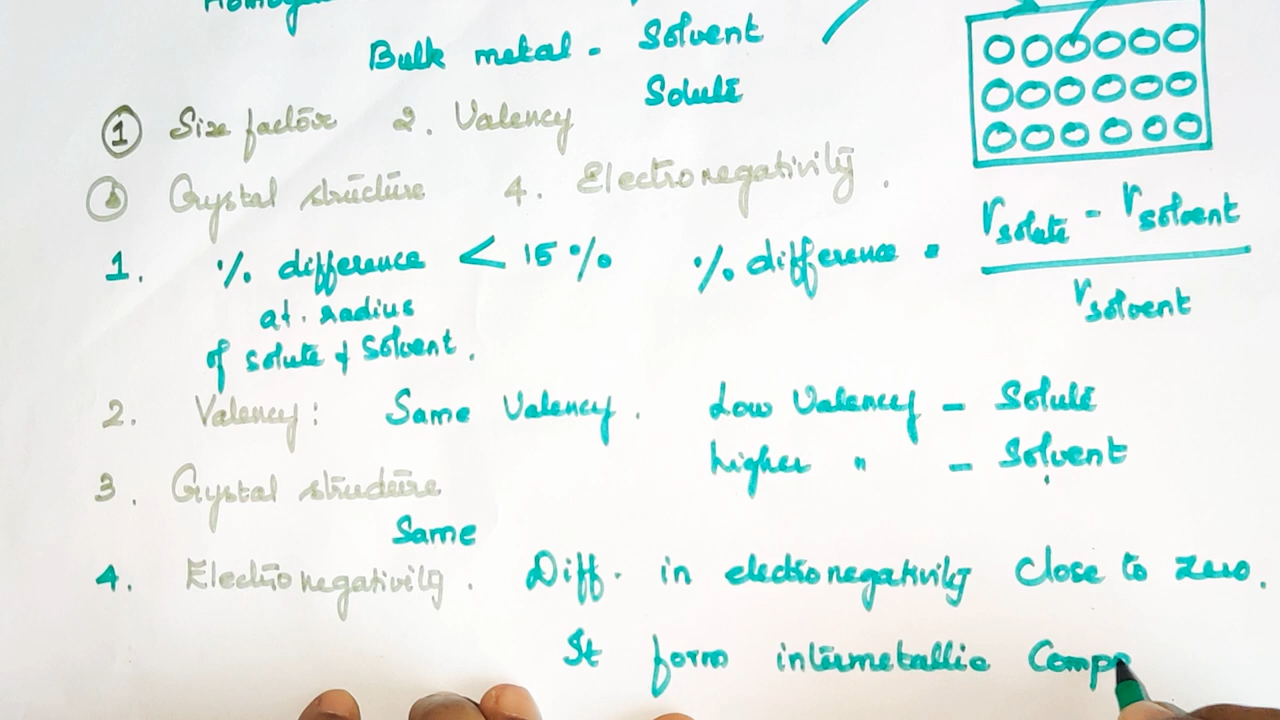 Bulk metal - Solvent
Solute
1 Size factor 2. Valency
Crystal structure 4. Electronegativity.
1. % difference < 15% % difference = r solute - r solvent
r solvent
at. radius
of solute & Solvent.
2. Valency: Same Valency. Low Valency - Solute
higher " - Solvent
3. Crystal structure
Same
4. Electronegativity. Diff. in electronegativity Close to zero.
It form intermetallic Comp